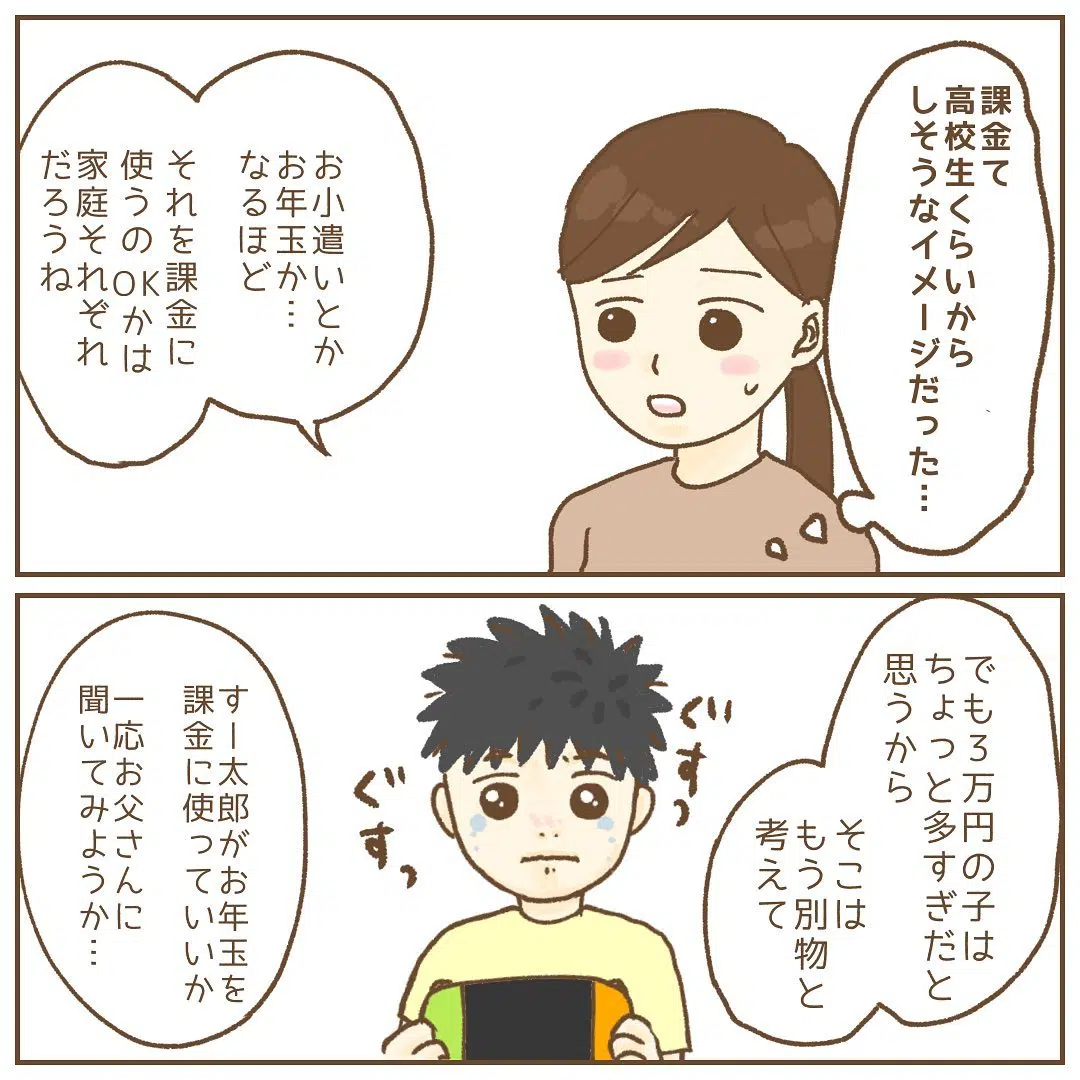 課金て
高校生くらいから
しそうなイメージだった…
お小遣いとか
お年玉か…
なるほど
それを課金に
使うのOKかは
家庭それぞれ
だろうね
でも3万円の子は
ちょっと多すぎだと
思うから
そこは
もう別物と
考えて
ぐいっ
ぐすっ
すー太郎がお年玉を
課金に使っていいか
一応お父さんに
聞いてみようか…